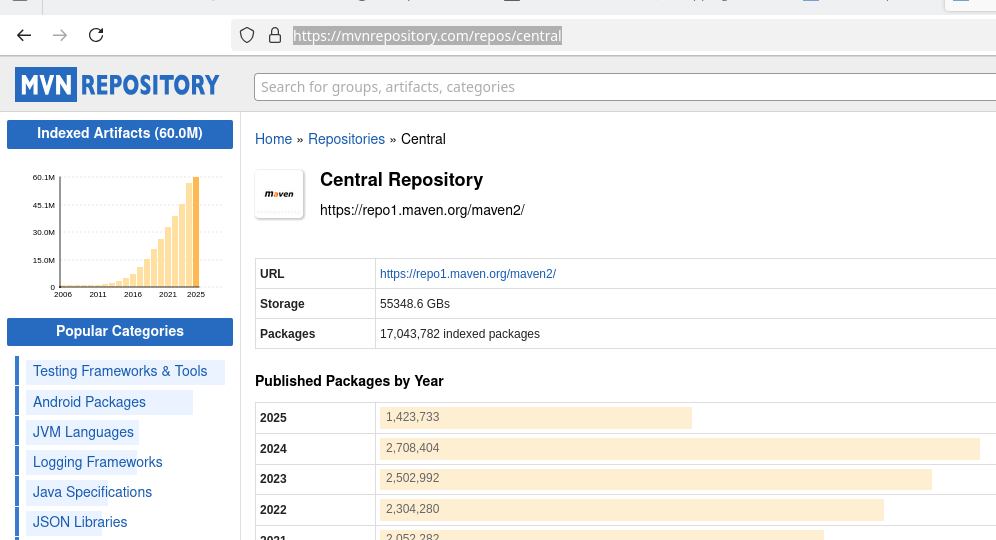 https://mvnrepository.com/repos/central
MVN REPOSITORY
Search for groups, artifacts, categories
Indexed Artifacts (60.0M)
60.1M
45.1M
30.0M
15.0M
0
2006 2011 2016 2021 2025
Popular Categories
Testing Frameworks & Tools
Android Packages
JVM Languages
Logging Frameworks
Java Specifications
JSON Libraries
Home » Repositories » Central
maven
Central Repository
https://repo1.maven.org/maven2/
URL https://repo1.maven.org/maven2/
Storage 55348.6 GBs
Packages 17,043,782 indexed packages
Published Packages by Year
2025 1,423,733
2024 2,708,404
2023 2,502,992
2022 2,304,280
2021 2,052,282